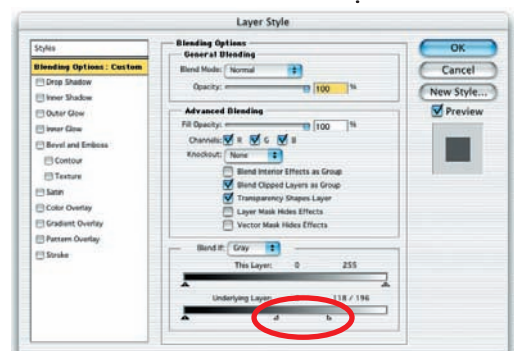 Layer Style
Styles
Blending Options: Custom
Drop Shadow
Inner Shadow
Outer Glow
Inner Glow
Bevel and Emboss
Contour
Texture
Satin
Color Overlay
Gradient Overlay
Pattern Overlay
Stroke
Blending Options
General Blending
Blend Mode: Normal
Opacity: 100 %
Advanced Blending
Fill Opacity: 100 %
Channels: R G B
Knockout: None
Blend Interior Effects as Group
Blend Clipped Layers as Group
Transparency Shapes Layer
Layer Mask Hides Effects
Vector Mask Hides Effects
Blend If: Gray
This Layer: 0 255
Underlying Layer: 118 / 196
OK
Cancel
New Style...
Preview